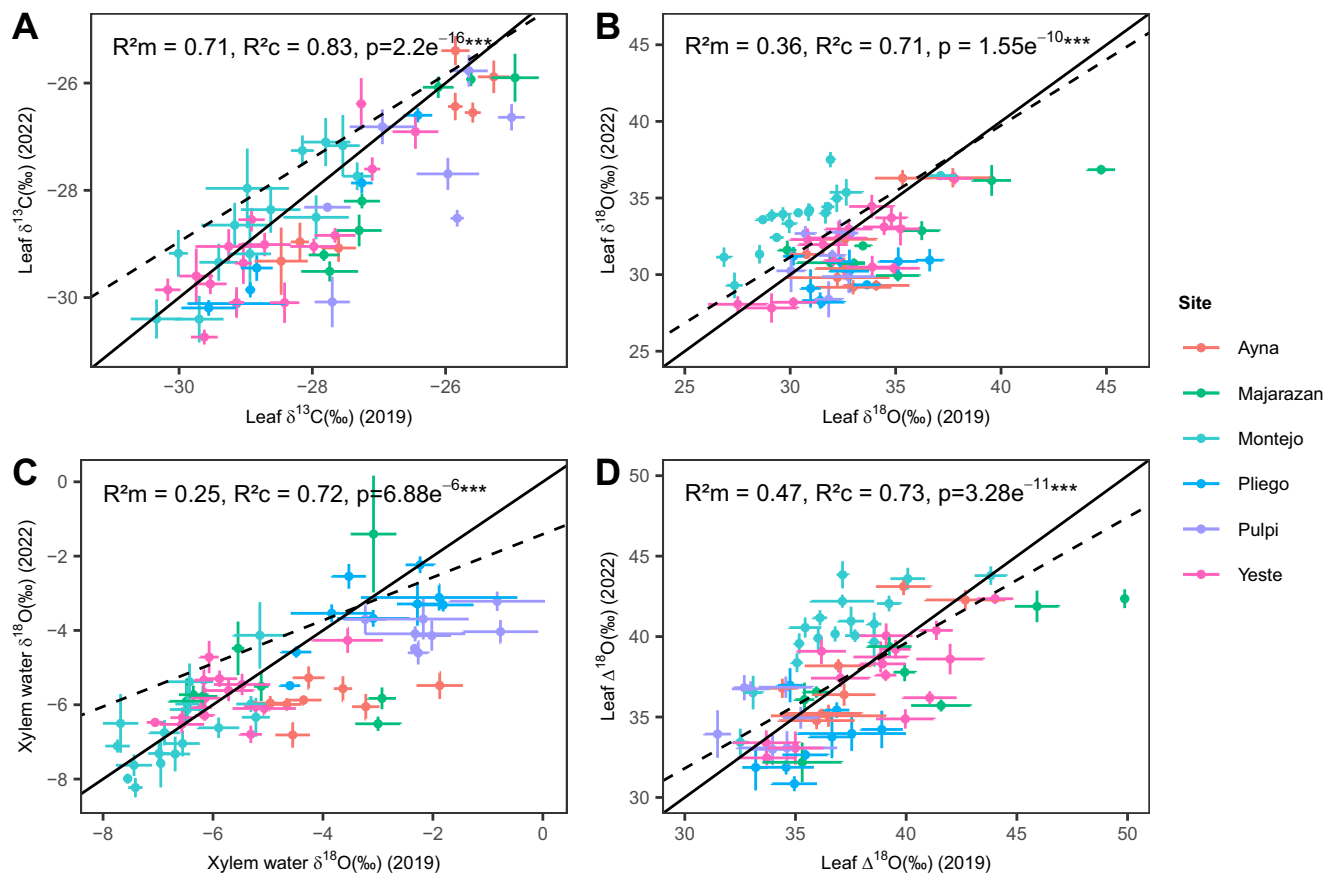 A
R²m = 0.71, R²c = 0.83, p=2.2e⁻¹⁶***
−26
−28
−30
−30
−28
−26
Leaf δ¹³C(‰) (2022)
Leaf δ¹³C(‰) (2019)
B
R²m = 0.36, R²c = 0.71, p = 1.55e⁻¹⁰***
45
40
35
30
25
25
30
35
40
45
Leaf δ¹⁸O(‰) (2022)
Leaf δ¹⁸O(‰) (2019)
C
R²m = 0.25, R²c = 0.72, p=6.88e⁻⁶***
0
−2
−4
−6
−8
−8
−6
−4
−2
0
Xylem water δ¹⁸O(‰) (2022)
Xylem water δ¹⁸O(‰) (2019)
D
R²m = 0.47, R²c = 0.73, p=3.28e⁻¹¹***
50
45
40
35
30
30
35
40
45
50
Leaf Δ¹⁸O(‰) (2022)
Leaf Δ¹⁸O(‰) (2019)
Site
Ayna
Majarazan
Montejo
Pliego
Pulpi
Yeste